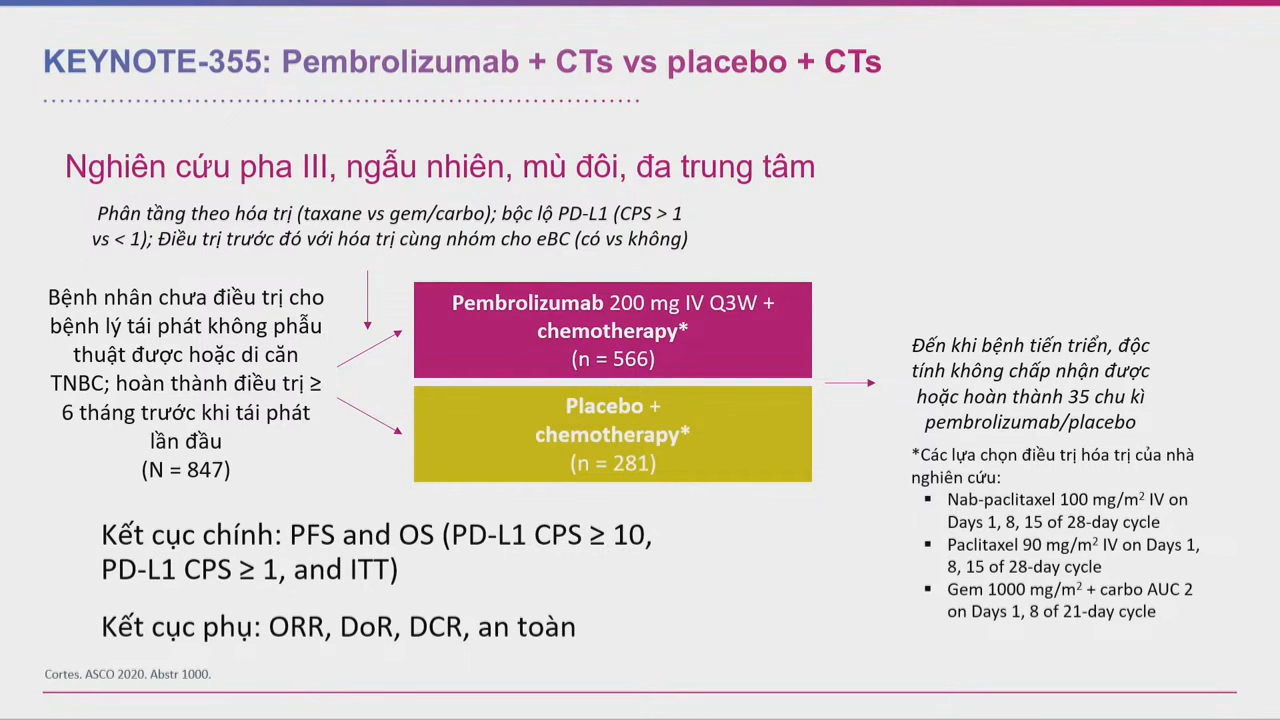 KEYNOTE-355: Pembrolizumab + CTs vs placebo + CTs
Nghiên cứu pha III, ngẫu nhiên, mù đôi, đa trung tâm
Phân tầng theo hóa trị (taxane vs gem/carbo); bộc lộ PD-L1 (CPS > 1
vs < 1); Điều trị trước đó với hóa trị cùng nhóm cho eBC (có vs không)
Bệnh nhân chưa điều trị cho
bệnh lý tái phát không phẫu
thuật được hoặc di căn
TNBC; hoàn thành điều trị ≥
6 tháng trước khi tái phát
lần đầu
(N = 847)
Pembrolizumab 200 mg IV Q3W +
chemotherapy*
(n = 566)
Placebo +
chemotherapy*
(n = 281)
Đến khi bệnh tiến triển, độc
tính không chấp nhận được
hoặc hoàn thành 35 chu kì
pembrolizumab/placebo
*Các lựa chọn điều trị hóa trị của nhà
nghiên cứu:
▪ Nab-paclitaxel 100 mg/m² IV on
Days 1, 8, 15 of 28-day cycle
▪ Paclitaxel 90 mg/m² IV on Days 1,
8, 15 of 28-day cycle
▪ Gem 1000 mg/m² + carbo AUC 2
on Days 1, 8 of 21-day cycle
Kết cục chính: PFS and OS (PD-L1 CPS ≥ 10,
PD-L1 CPS ≥ 1, and ITT)
Kết cục phụ: ORR, DoR, DCR, an toàn
Cortes. ASCO 2020. Abstr 1000.